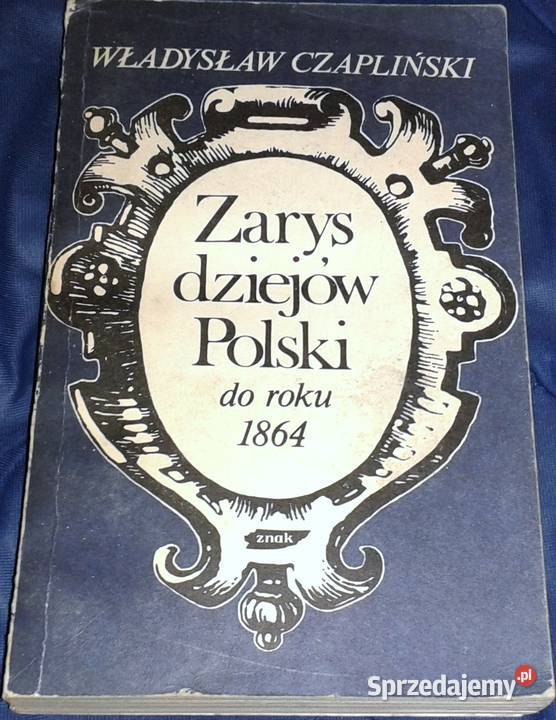 WŁADYSŁAW CZAPLIŃSKI
Zarys
dziejów
Polski
do roku
1864
znak
Sprzedajemy.pl